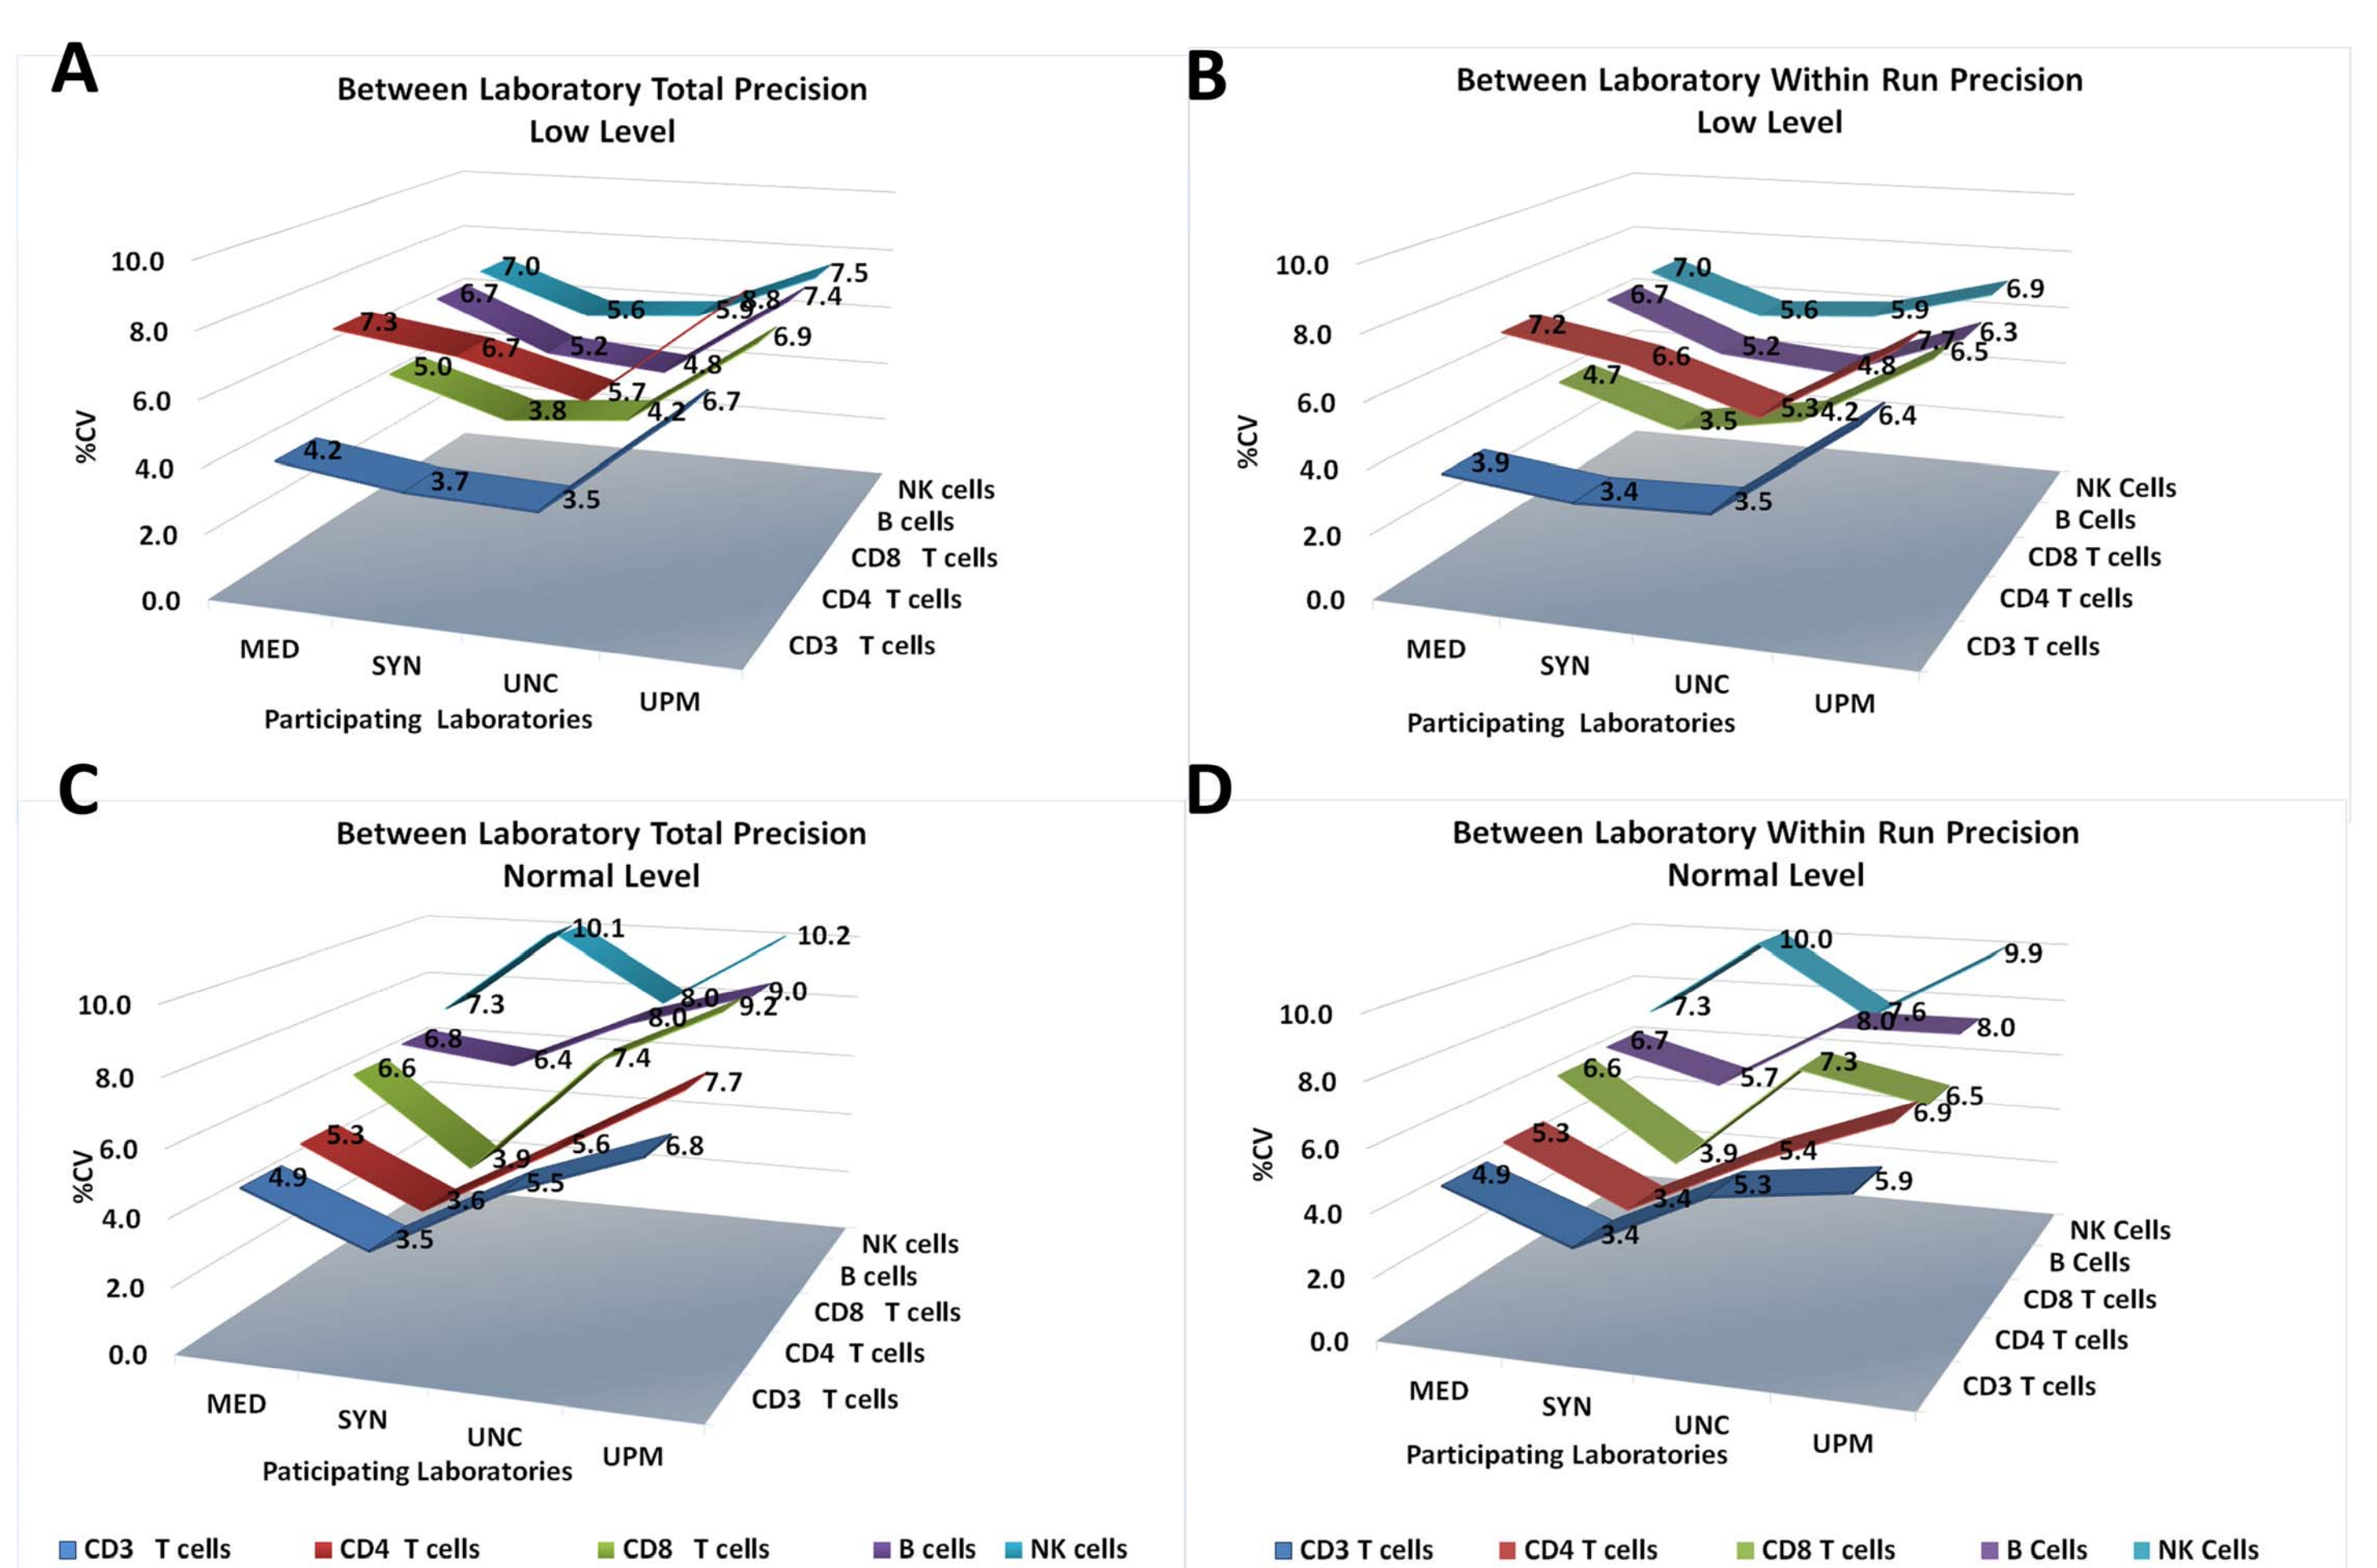 A
Between Laboratory Total Precision
Low Level
10.0
8.0
6.0
4.0
2.0
0.0
%CV
7.0
5.6
5.9
7.5
6.7
5.2
4.8
7.4
7.3
6.7
5.7
8.8
5.0
3.8
4.2
6.9
4.2
3.7
3.5
6.7
NK cells
B cells
CD8 T cells
CD4 T cells
CD3 T cells
MED
SYN
UNC
UPM
Participating Laboratories
B
Between Laboratory Within Run Precision
Low Level
10.0
8.0
6.0
4.0
2.0
0.0
%CV
7.0
5.6
5.9
6.9
6.7
5.2
4.8
6.3
7.2
6.6
5.3
7.7
4.7
3.5
4.2
6.5
3.9
3.4
3.5
6.4
NK Cells
B Cells
CD8 T cells
CD4 T cells
CD3 T cells
MED
SYN
UNC
UPM
Participating Laboratories
C
Between Laboratory Total Precision
Normal Level
10.0
8.0
6.0
4.0
2.0
0.0
%CV
7.3
10.1
8.0
10.2
6.8
6.4
8.0
9.0
6.6
3.9
7.4
9.2
5.3
3.6
5.6
7.7
4.9
3.5
5.5
6.8
NK cells
B cells
CD8 T cells
CD4 T cells
CD3 T cells
MED
SYN
UNC
UPM
Paticipating Laboratories
CD3 T cells
CD4 T cells
CD8 T cells
B cells
NK cells
D
Between Laboratory Within Run Precision
Normal Level
10.0
8.0
6.0
4.0
2.0
0.0
%CV
7.3
10.0
7.6
9.9
6.7
5.7
8.0
8.0
6.6
3.9
7.3
6.5
5.3
3.4
5.4
6.9
4.9
3.4
5.3
5.9
NK Cells
B Cells
CD8 T cells
CD4 T cells
CD3 T cells
MED
SYN
UNC
UPM
Participating Laboratories
CD3 T cells
CD4 T cells
CD8 T cells
B Cells
NK Cells